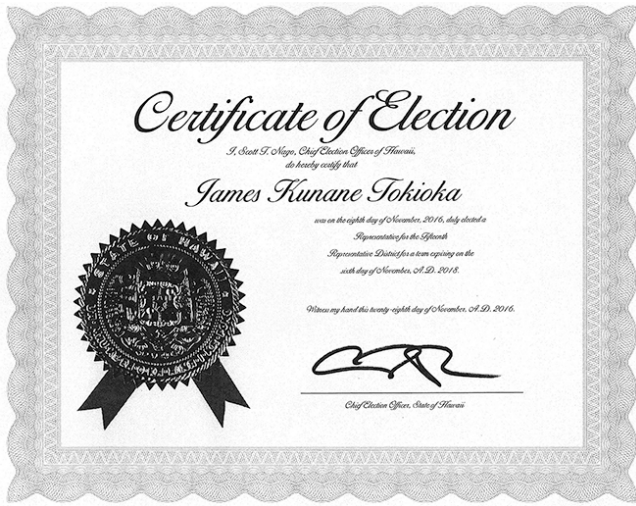 Certificate of Election
I, Scott T. Nago, Chief Election Officer of Hawaii,
do hereby certify that
James Kunane Tokioka
was on the eighth day of November, 2016, duly elected a
Representative for the Fifteenth
Representative District for a term expiring on the
sixth day of November, A.D. 2018.
Witness my hand this twenty-eighth day of November, A.D. 2016.
STATE OF HAWAII
Chief Election Officer, State of Hawaii